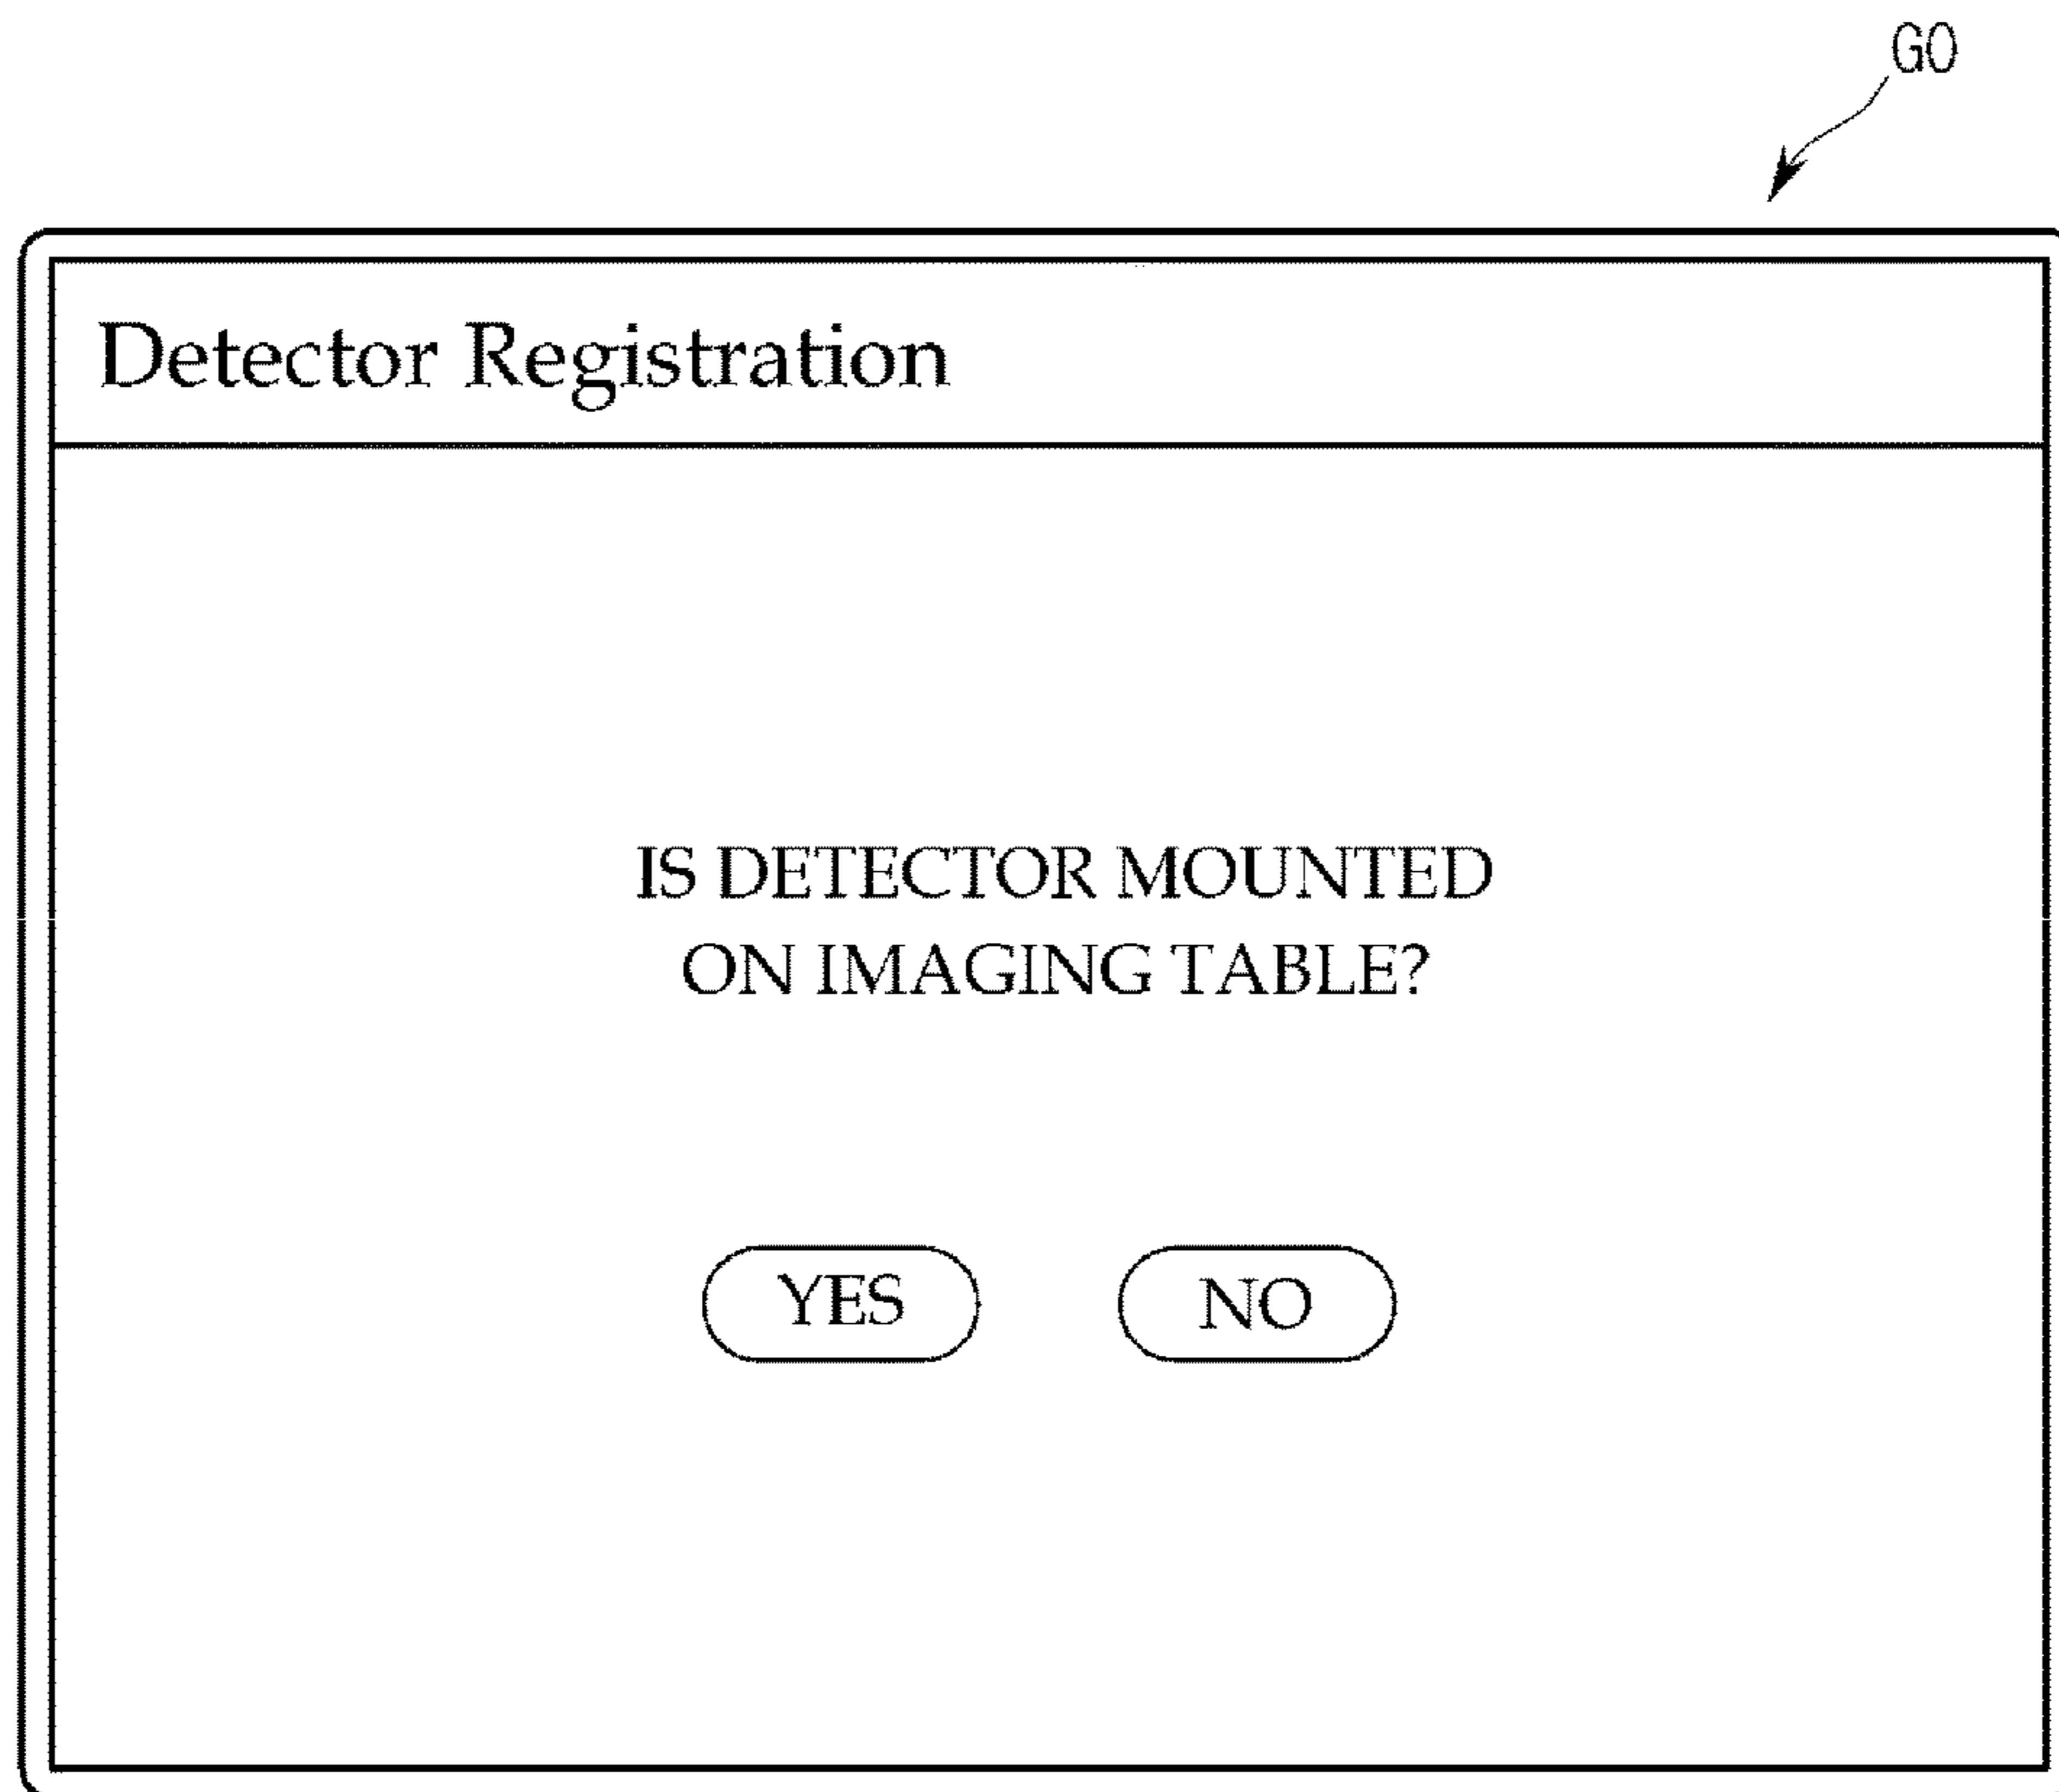 G0
Detector Registration
IS DETECTOR MOUNTED
ON IMAGING TABLE?
YES NO